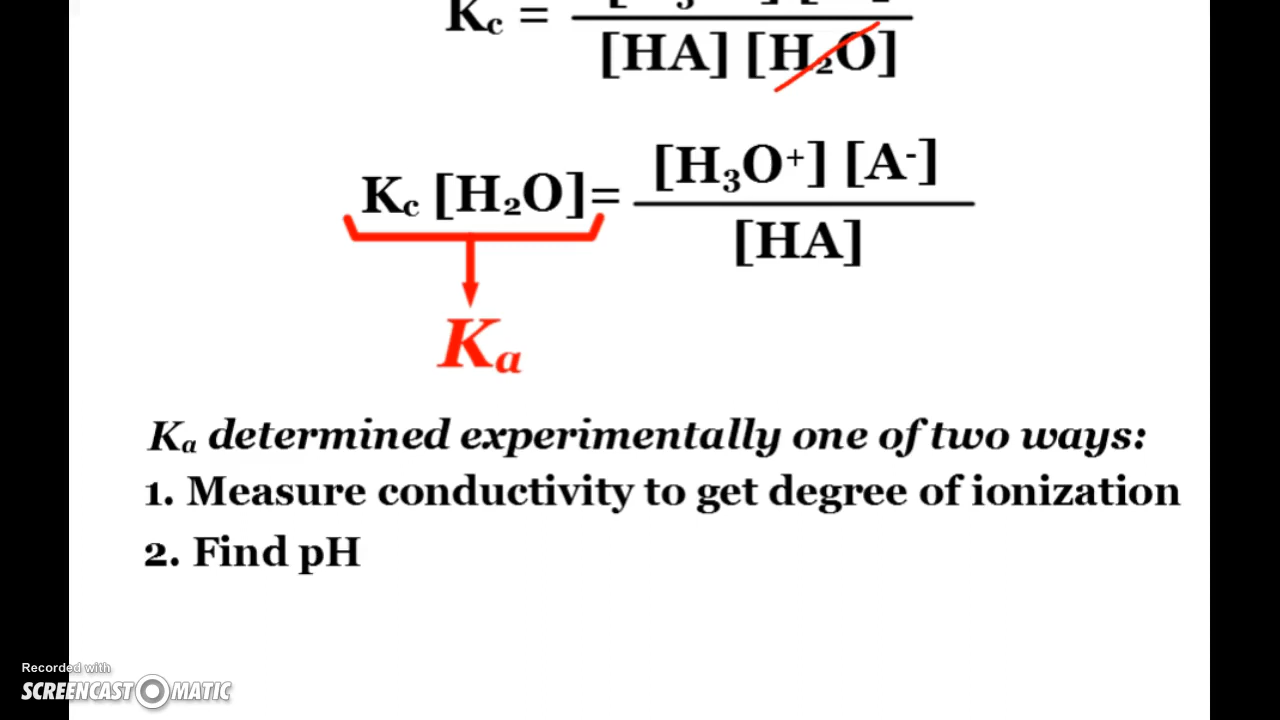 Kc =
[HA] [H₂O]
Kc [H₂O] = [H₃O⁺] [A⁻]
[HA]
Ka
Ka determined experimentally one of two ways:
1. Measure conductivity to get degree of ionization
2. Find pH
Recorded with
SCREENCAST-O-MATIC